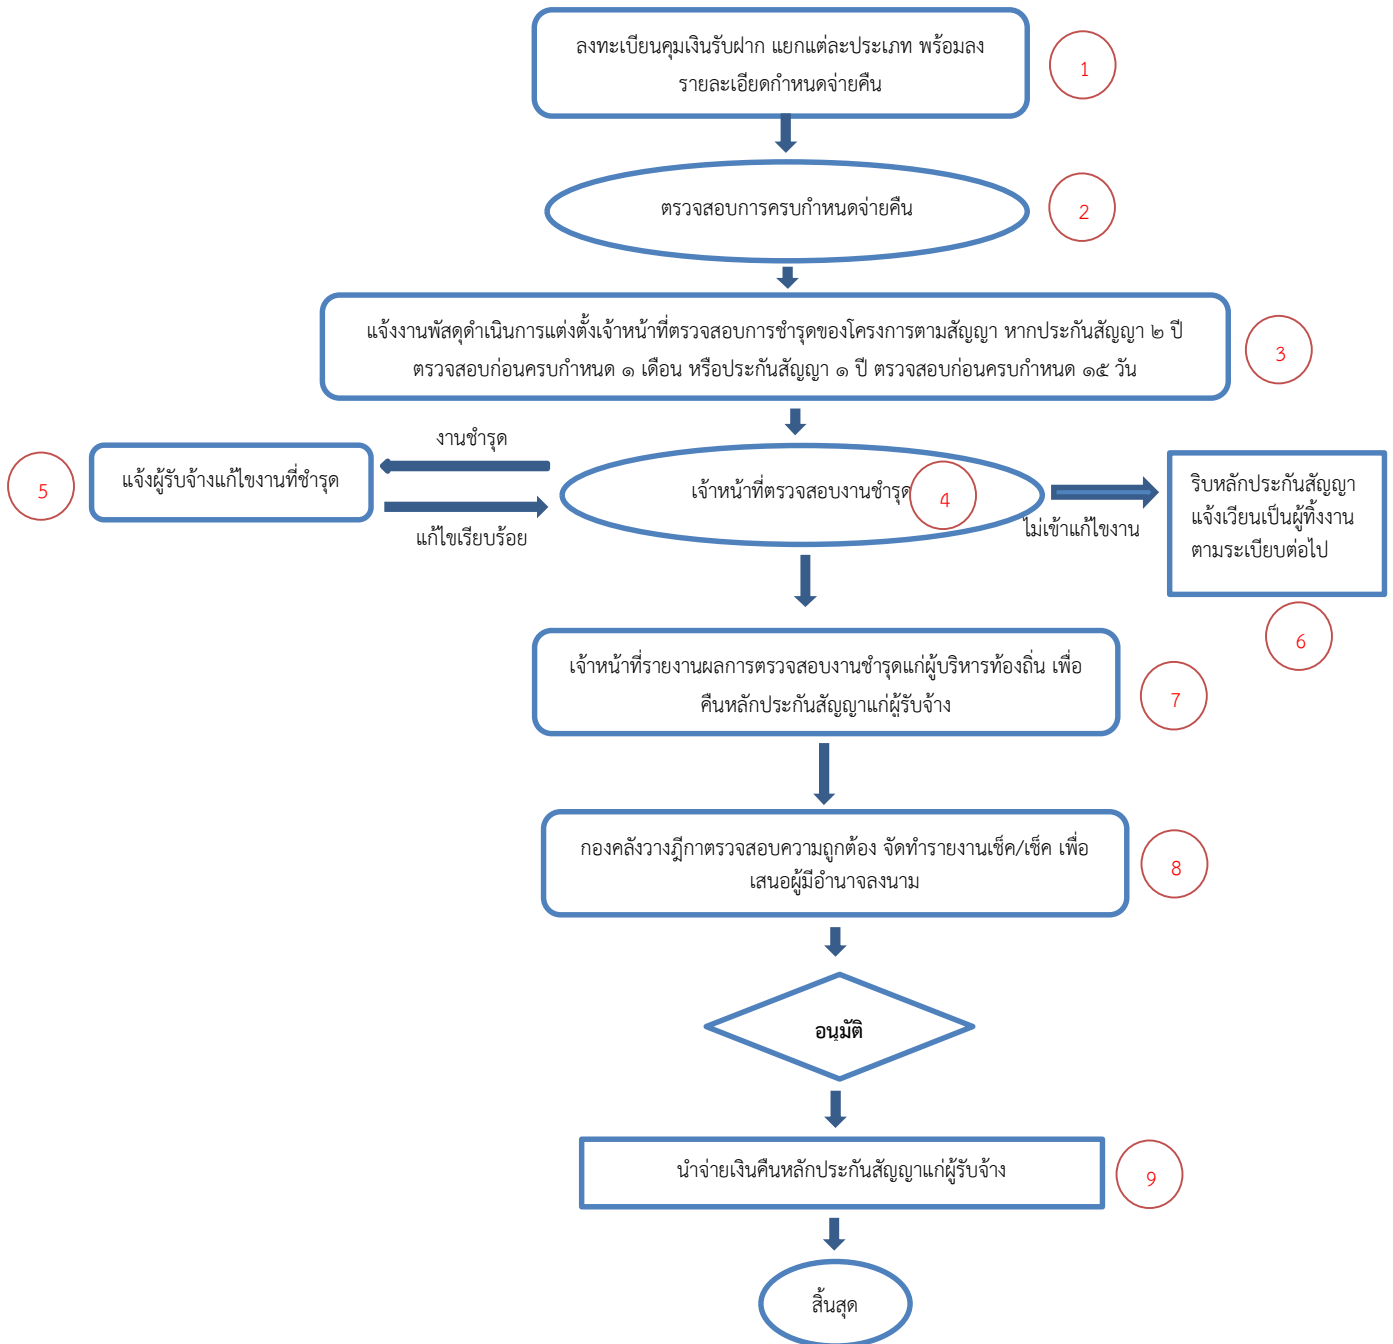 ลงทะเบียนคุมเงินรับฝาก แยกแต่ละประเภท พร้อมลง
รายละเอียดกำหนดจ่ายคืน
1
ตรวจสอบการครบกำหนดจ่ายคืน
2
แจ้งงานพัสดุดำเนินการแต่งตั้งเจ้าหน้าที่ตรวจสอบการชำรุดของโครงการตามสัญญา หากประกันสัญญา ๒ ปี
ตรวจสอบก่อนครบกำหนด ๑ เดือน หรือประกันสัญญา ๑ ปี ตรวจสอบก่อนครบกำหนด ๑๕ วัน
3
งานชำรุด
5
แจ้งผู้รับจ้างแก้ไขงานที่ชำรุด
แก้ไขเรียบร้อย
เจ้าหน้าที่ตรวจสอบงานชำรุด
4
ไม่เข้าแก้ไขงาน
ริบหลักประกันสัญญา
แจ้งเวียนเป็นผู้ทิ้งงาน
ตามระเบียบต่อไป
6
เจ้าหน้าที่รายงานผลการตรวจสอบงานชำรุดแก่ผู้บริหารท้องถิ่น เพื่อ
คืนหลักประกันสัญญาแก่ผู้รับจ้าง
7
กองคลังวางฎีกาตรวจสอบความถูกต้อง จัดทำรายงานเช็ค/เช็ค เพื่อ
เสนอผู้มีอำนาจลงนาม
8
อนุมัติ
นำจ่ายเงินคืนหลักประกันสัญญาแก่ผู้รับจ้าง
9
สิ้นสุด